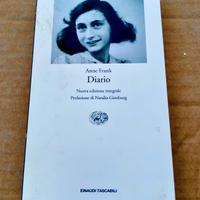 Anne Frank
Diario
Nuova edizione integrale
Prefazione di Natalia Ginzburg
EINAUDI TASCABILI